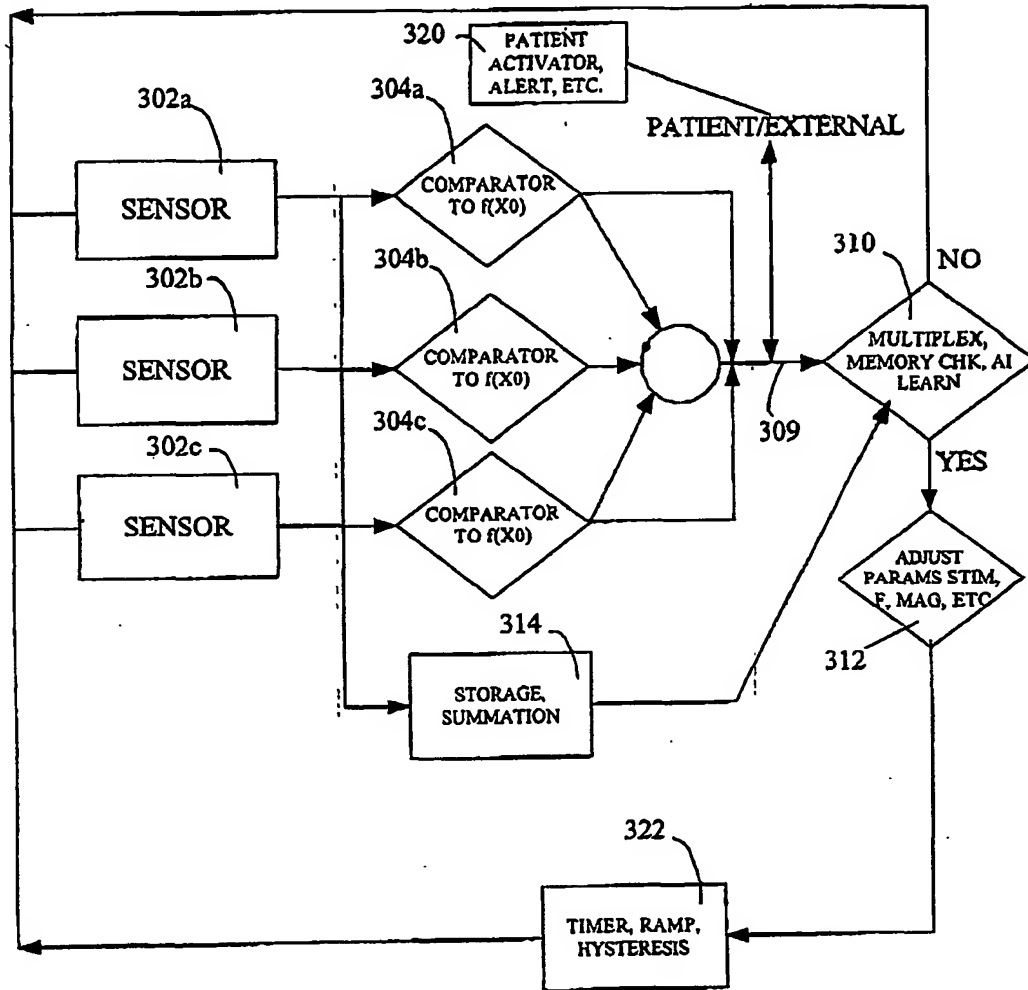 320
PATIENT
ACTIVATOR,
ALERT, ETC.
304a
PATIENT/EXTERNAL
302a
SENSOR
COMPARATOR
TO f(X0)
310
NO
304b
302b
SENSOR
COMPARATOR
TO f(X0)
MULTIPLEX,
MEMORY CHK, AI
LEARN
309
304c
302c
YES
SENSOR
COMPARATOR
TO f(X0)
ADJUST
PARAMS STIM,
F, MAG, ETC
312
314
STORAGE,
SUMMATION
322
TIMER, RAMP,
HYSTERESIS